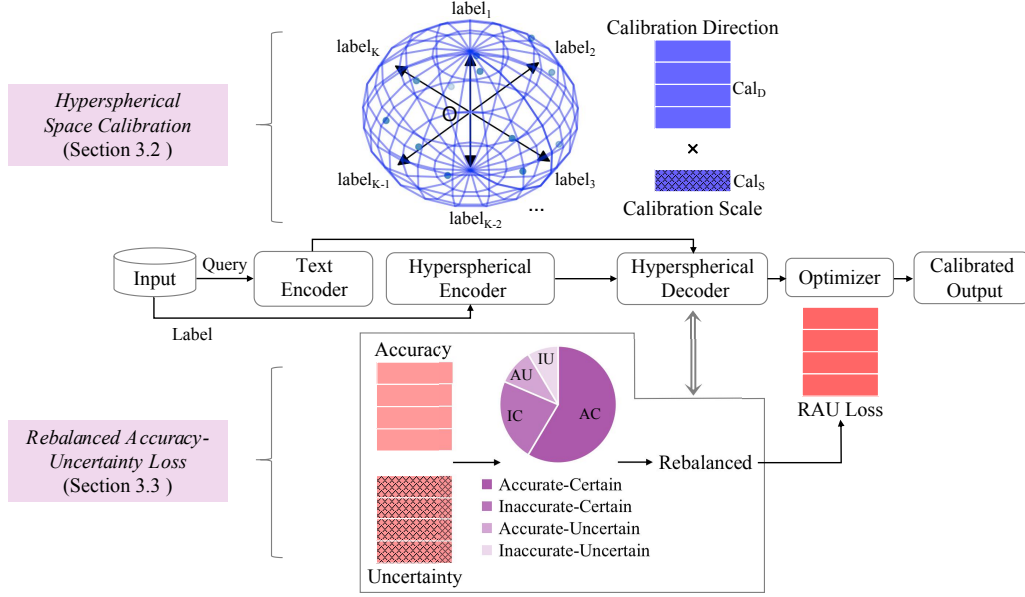 Hyperspherical
Space Calibration
(Section 3.2 )
label1
labelK
label2
O
labelK-1
label3
labelK-2
...
Calibration Direction
CalD
×
CalS
Calibration Scale
Input
Query
Label
Text
Encoder
Hyperspherical
Encoder
Hyperspherical
Decoder
Optimizer
Calibrated
Output
Rebalanced Accuracy-
Uncertainty Loss
(Section 3.3 )
Accuracy
Uncertainty
IU
AU
IC
AC
Accurate-Certain
Inaccurate-Certain
Accurate-Uncertain
Inaccurate-Uncertain
Rebalanced
RAU Loss